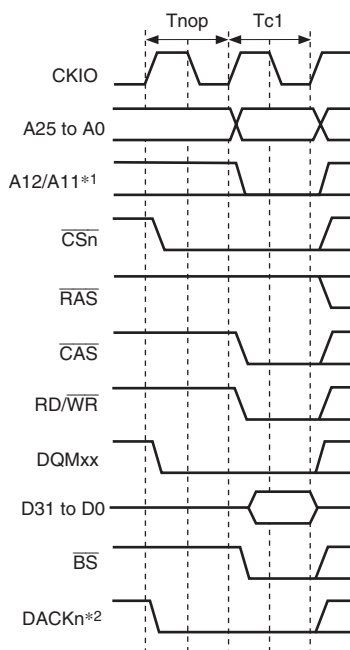 Tnop Tc1
CKIO
A25 to A0
A12/A11*1
CSn
RAS
CAS
RD/WR
DQMxx
D31 to D0
BS
DACKn*2